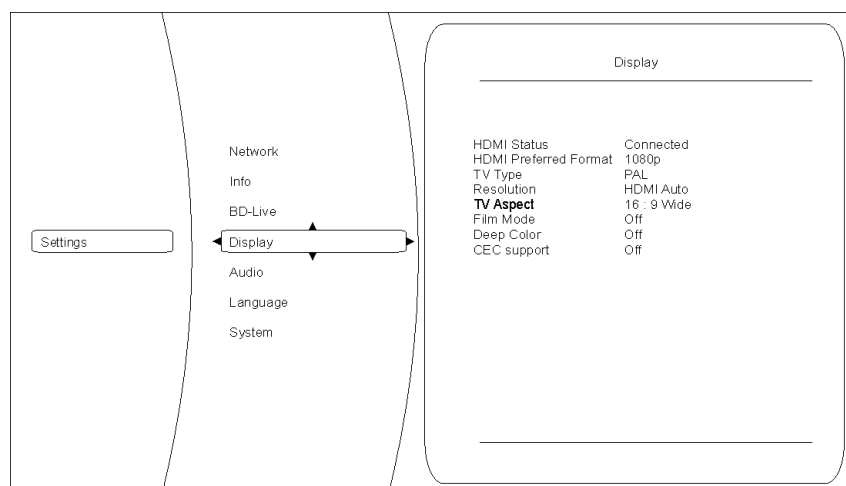 Settings
Network
Info
BD-Live
Display
Audio
Language
System
Display
HDMI Status Connected
HDMI Preferred Format 1080p
TV Type PAL
Resolution HDMI Auto
TV Aspect 16 : 9 Wide
Film Mode Off
Deep Color Off
CEC support Off